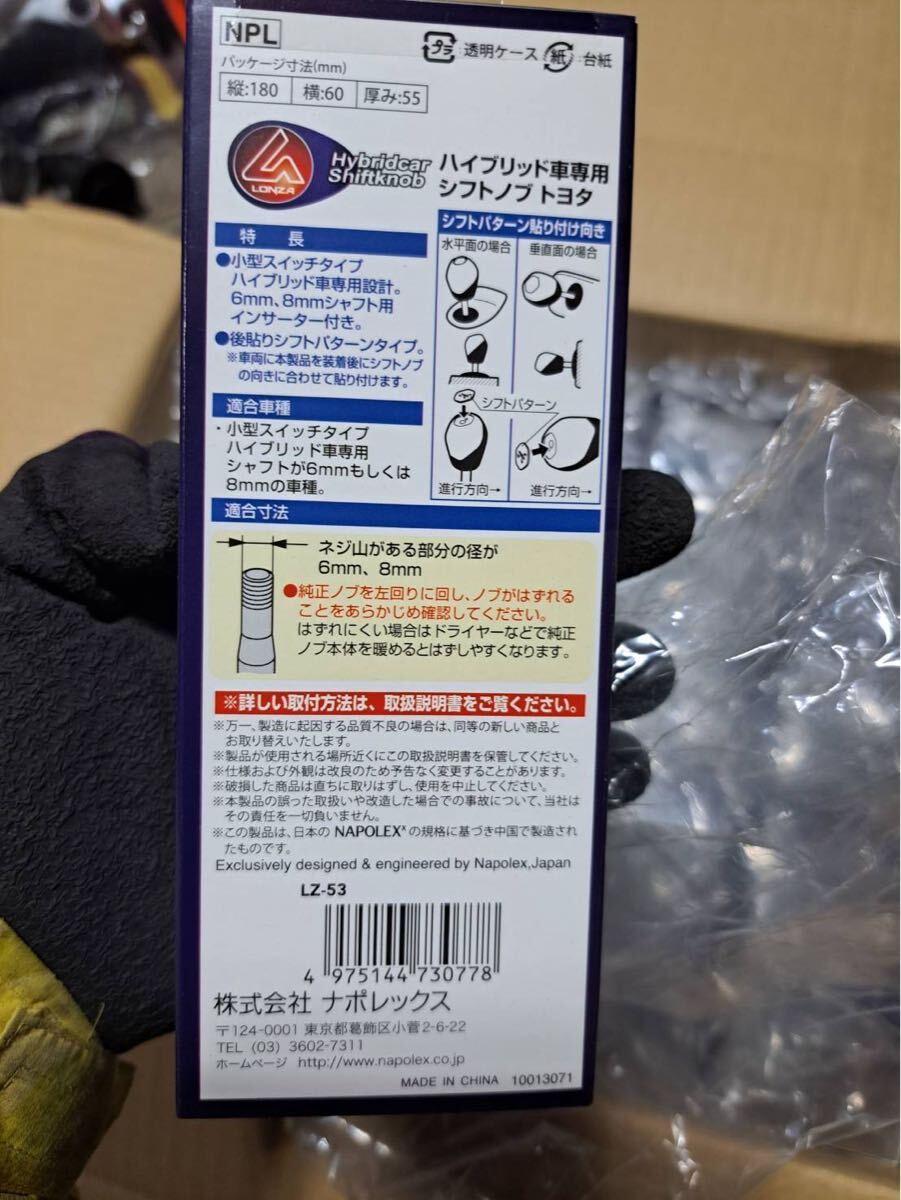 NPL
プラ :透明ケース 紙 :台紙
パッケージ寸法(mm)
縦:180 横:60 厚み:55
LONZA
Hybridcar
Shiftknob
ハイブリッド車専用
シフトノブ トヨタ
特 長
●小型スイッチタイプ
ハイブリッド車専用設計。
6mm、8mmシャフト用
インサーター付き。
●後貼りシフトパターンタイプ。
※車両に本製品を装着後にシフトノブ
の向きに合わせて貼り付けます。
適合車種
・小型スイッチタイプ
ハイブリッド車専用
シャフトが6mmもしくは
8mmの車種。
シフトパターン貼り付け向き
水平面の場合 垂直面の場合
シフトパターン
進行方向→ 進行方向→
適合寸法
ネジ山がある部分の径が
6mm、8mm
●純正ノブを左回りに回し、ノブがはずれる
ことをあらかじめ確認してください。
はずれにくい場合はドライヤーなどで純正
ノブ本体を暖めるとはずしやすくなります。
※詳しい取付方法は、取扱説明書をご覧ください。
※万一、製造に起因する品質不良の場合は、同等の新しい商品と
お取り替えいたします。
※製品が使用される場所近くにこの取扱説明書を保管してください。
※仕様および外観は改良のため予告なく変更することがあります。
※破損した商品は直ちに取りはずし、使用を中止してください。
※本製品の誤った取扱いや改造した場合での事故について、当社は
その責任を一切負いません。
※この製品は、日本の NAPOLEX の規格に基づき中国で製造され
たものです。
Exclusively designed & engineered by Napolex,Japan
LZ-53
4 975144 730778
株式会社 ナポレックス
〒124-0001 東京都葛飾区小菅2-6-22
TEL (03) 3602-7311
ホームページ http://www.napolex.co.jp
MADE IN CHINA 10013071